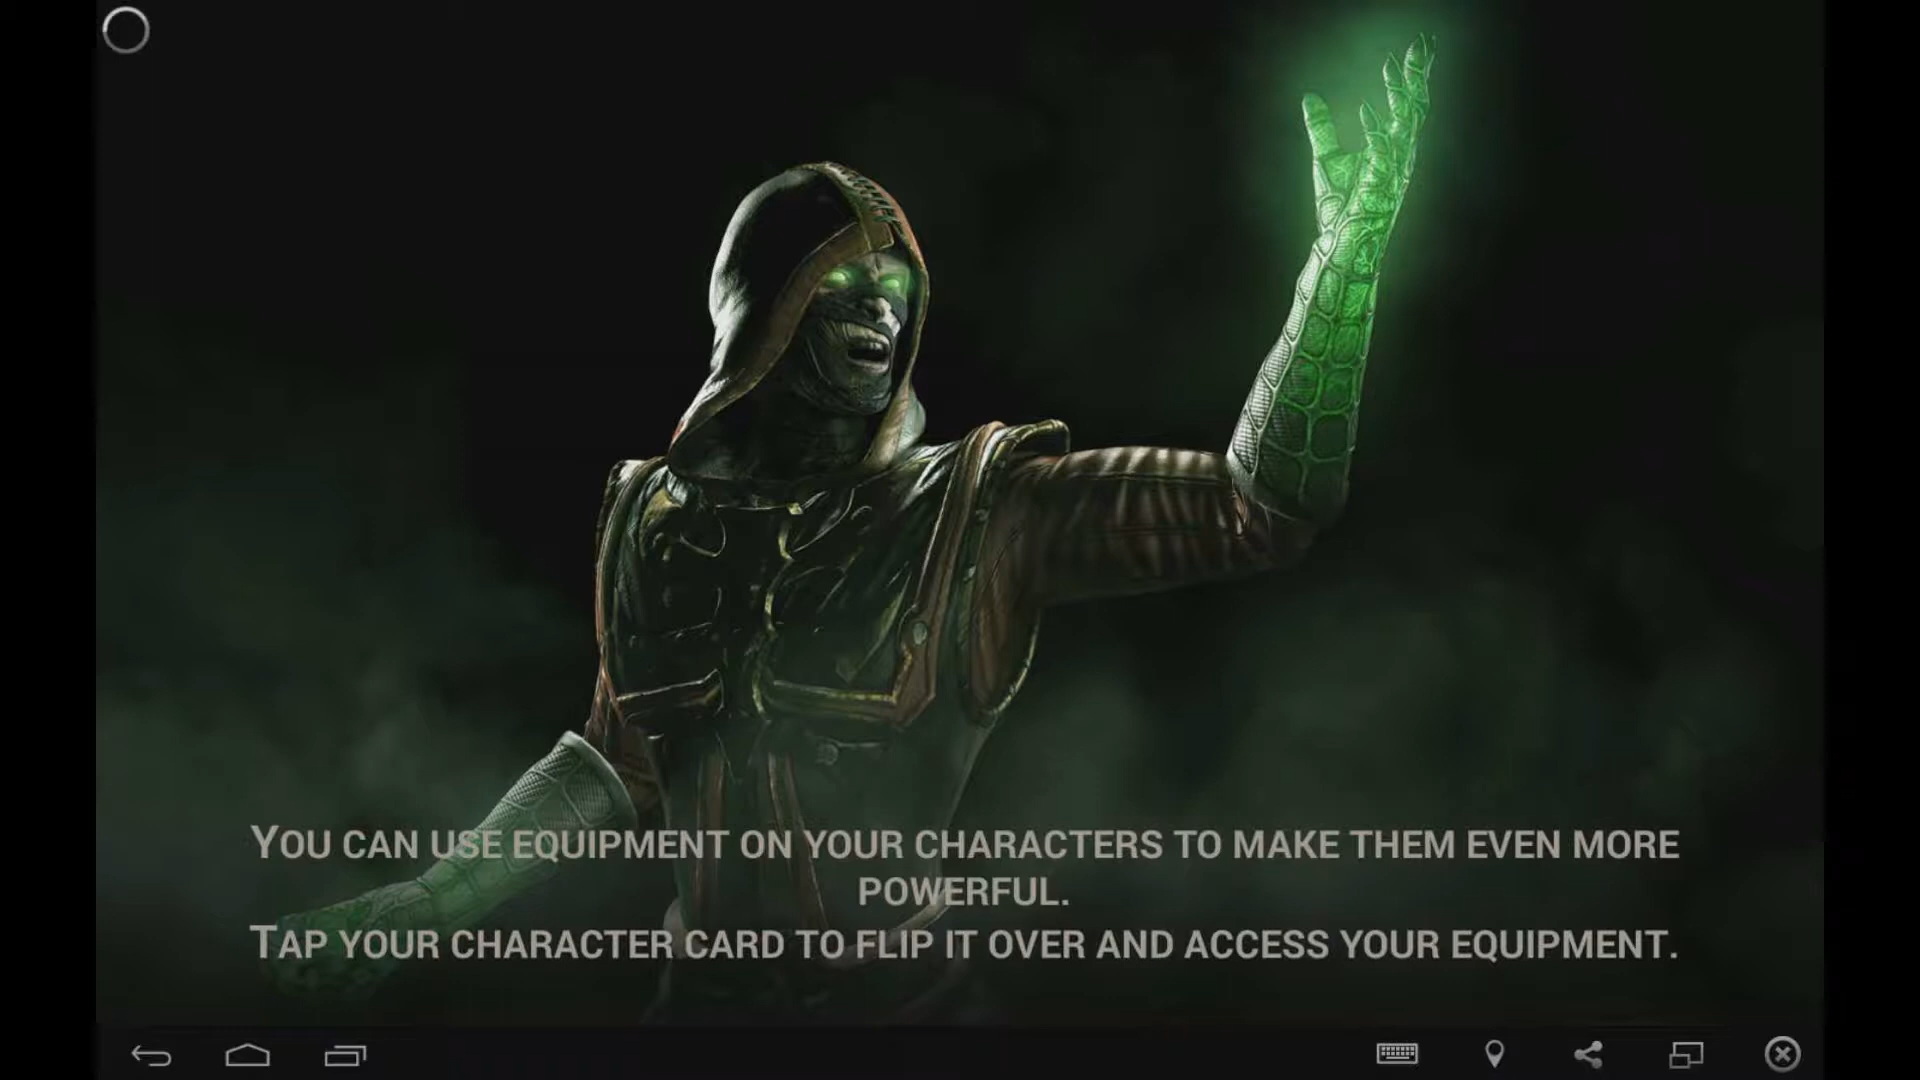 YOU CAN USE EQUIPMENT ON YOUR CHARACTERS TO MAKE THEM EVEN MORE
POWERFUL.
TAP YOUR CHARACTER CARD TO FLIP IT OVER AND ACCESS YOUR EQUIPMENT.